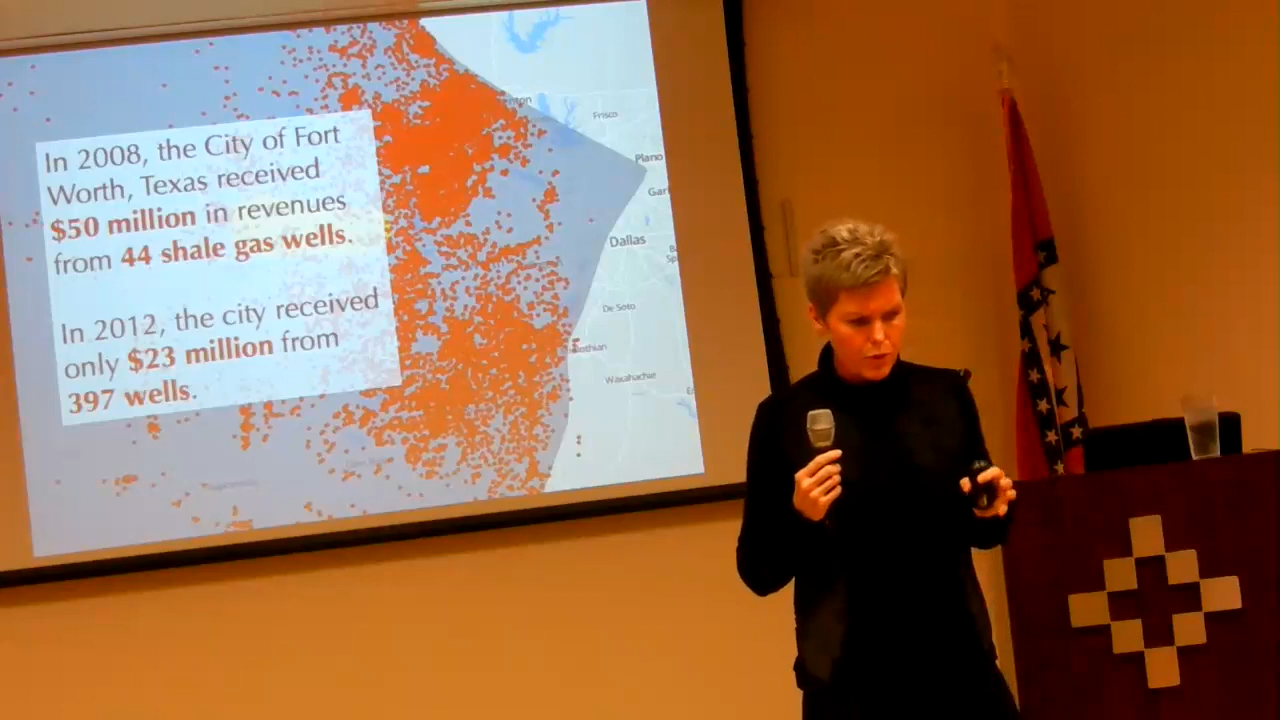 In 2008, the City of Fort
Worth, Texas received
$50 million in revenues
from 44 shale gas wells.
In 2012, the city received
only $23 million from
397 wells.
Frisco
Plano
Dallas
De Soto
Waxahachie